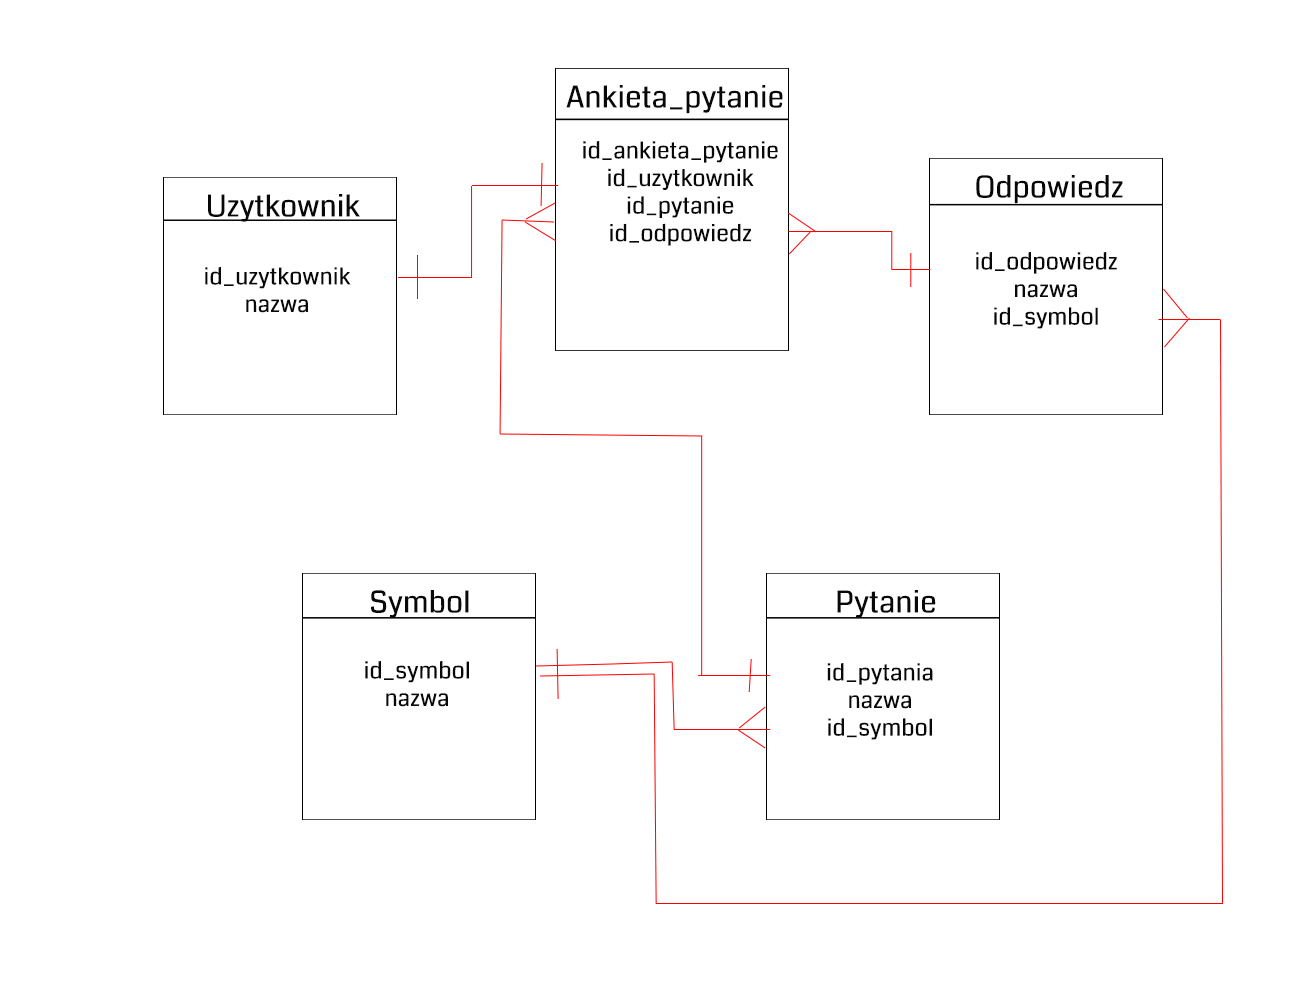 Ankieta_pytanie
id_ankieta_pytanie
id_uzytkownik
id_pytanie
id_odpowiedz
Uzytkownik
id_uzytkownik
nazwa
Odpowiedz
id_odpowiedz
nazwa
id_symbol
Symbol
id_symbol
nazwa
Pytanie
id_pytania
nazwa
id_symbol